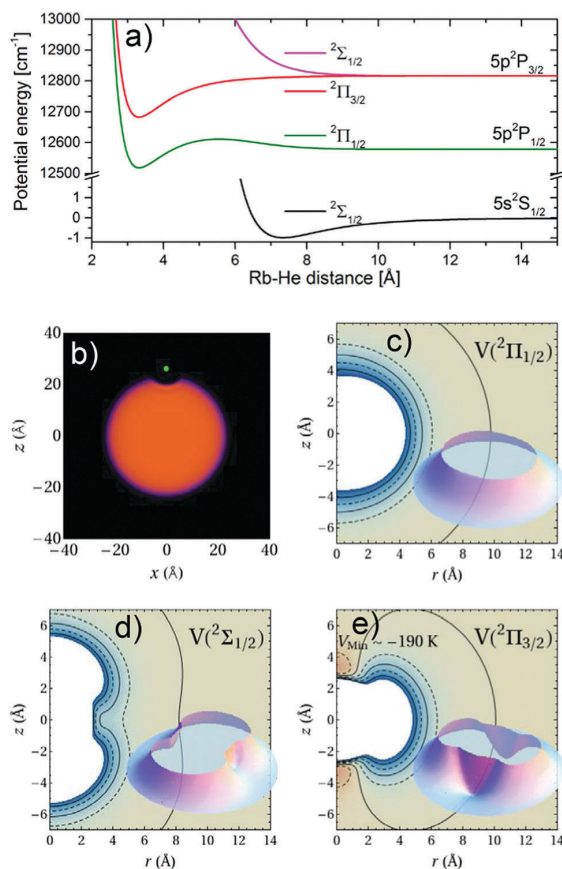 a)
13000
12900
12800
12700
12600
12500
1
0
-1
Potential energy [cm⁻¹]
²Σ₁/₂
5p²P₃/₂
²Π₃/₂
²Π₁/₂
5p²P₁/₂
²Σ₁/₂
5s²S₁/₂
2 4 6 8 10 12 14
Rb-He distance [Å]
b)
40
20
0
−20
−40
z (Å)
−40 −20 0 20 40
x (Å)
c)
V(²Π₁/₂)
6
4
2
0
−2
−4
−6
z (Å)
0 2 4 6 8 10 12 14
r (Å)
d)
V(²Σ₁/₂)
6
4
2
0
−2
−4
−6
z (Å)
0 2 4 6 8 10 12 14
r (Å)
e)
V(²Π₃/₂)
V_Min ~ −190 K
6
4
2
0
−2
−4
−6
z (Å)
0 2 4 6 8 10 12 14
r (Å)